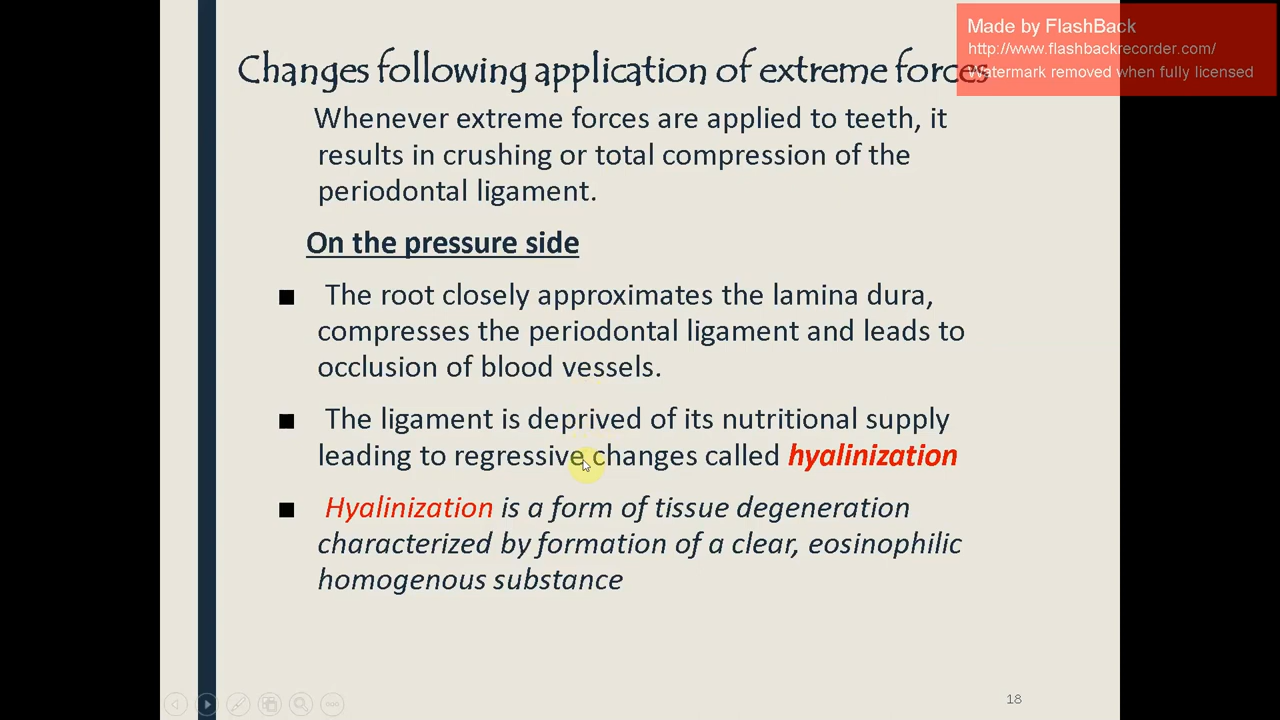 Made by FlashBack
http://www.flashbackrecorder.com/
Watermark removed when fully licensed
Changes following application of extreme forces
Whenever extreme forces are applied to teeth, it
results in crushing or total compression of the
periodontal ligament.
On the pressure side
■ The root closely approximates the lamina dura,
compresses the periodontal ligament and leads to
occlusion of blood vessels.
■ The ligament is deprived of its nutritional supply
leading to regressive changes called hyalinization
■ Hyalinization is a form of tissue degeneration
characterized by formation of a clear, eosinophilic
homogenous substance
18